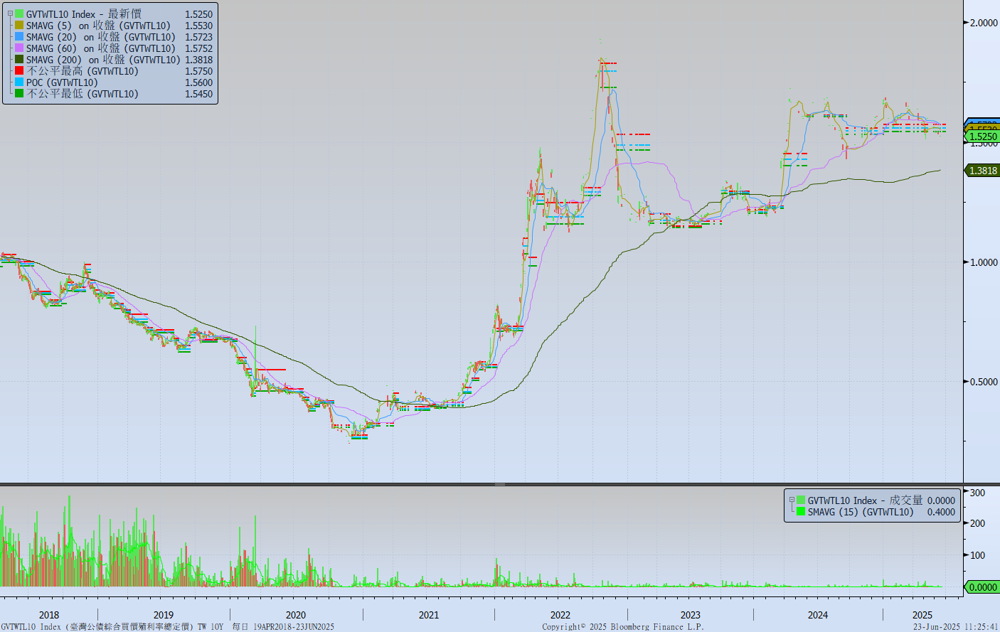 GVTWTL10 Index - 最新價 1.5250
SMAVG (5) on 收盤 (GVTWTL10) 1.5530
SMAVG (20) on 收盤 (GVTWTL10) 1.5723
SMAVG (60) on 收盤 (GVTWTL10) 1.5752
SMAVG (200) on 收盤 (GVTWTL10) 1.3818
不公平最高 (GVTWTL10) 1.5750
POC (GVTWTL10) 1.5600
不公平最低 (GVTWTL10) 1.5450
2.0000
1.5250
1.3818
1.0000
0.5000
GVTWTL10 Index - 成交量 0.0000
SMAVG (15) (GVTWTL10) 0.4000
300
200
100
0.0000
2018 2019 2020 2021 2022 2023 2024 2025
GVTWTL10 Index (臺灣公債綜合買價殖利率總定價) TW 10Y 每日 19APR2018-23JUN2025 Copyright© 2025 Bloomberg Finance L.P. 23-Jun-2025 11:25:41